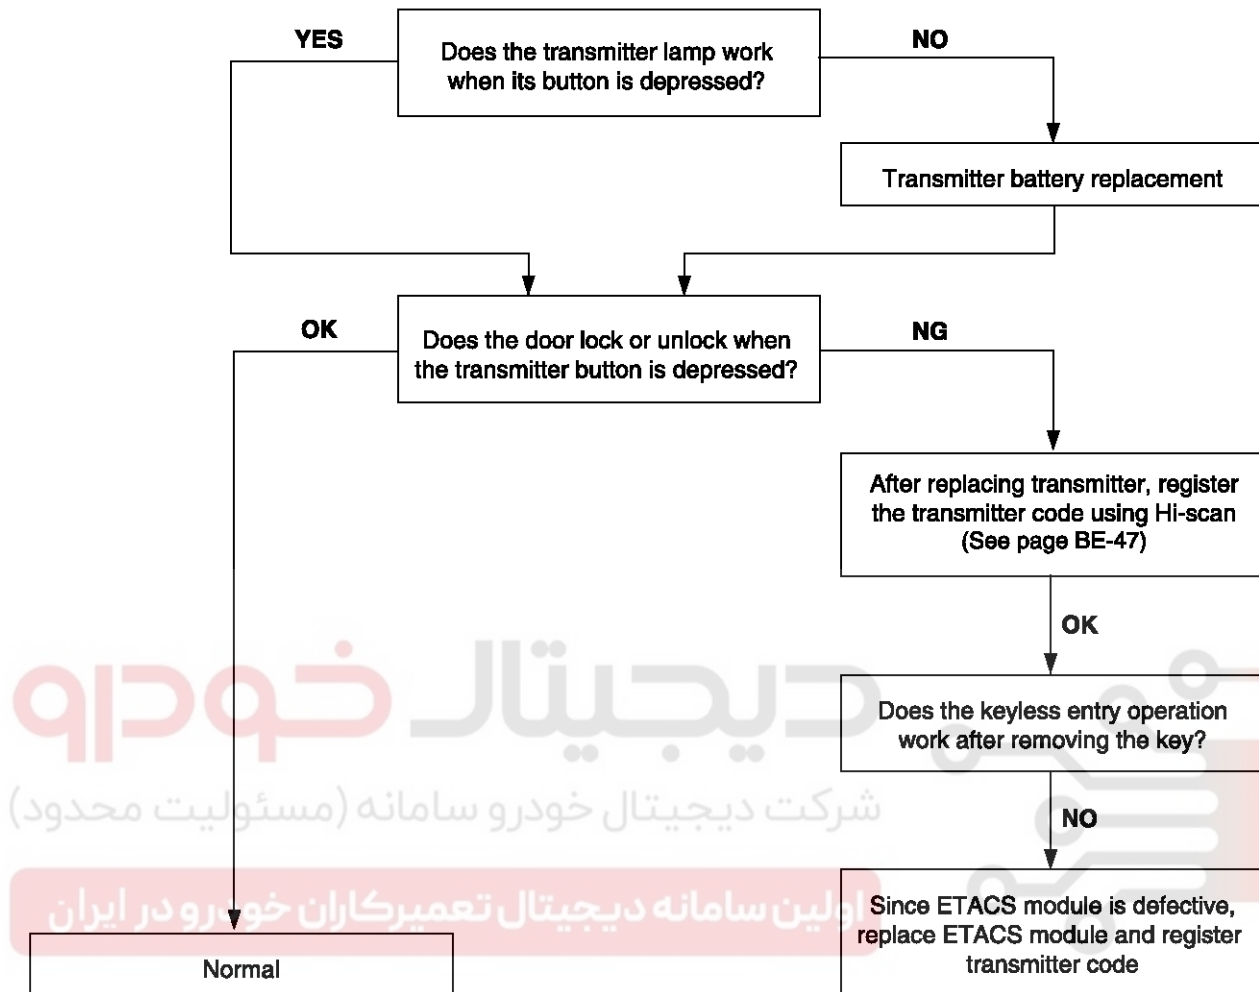 YES
Does the transmitter lamp work
when its button is depressed?
NO
Transmitter battery replacement
OK
Does the door lock or unlock when
the transmitter button is depressed?
NG
After replacing transmitter, register
the transmitter code using Hi-scan
(See page BE-47)
OK
دیجیتال خودرو
Does the keyless entry operation
work after removing the key?
شرکت دیجیتال خودرو سامانه (مسئولیت محدود)
NO
اولین سامانه دیجیتال تعمیرکاران خودرو در ایران
Since ETACS module is defective,
replace ETACS module and register
transmitter code
Normal